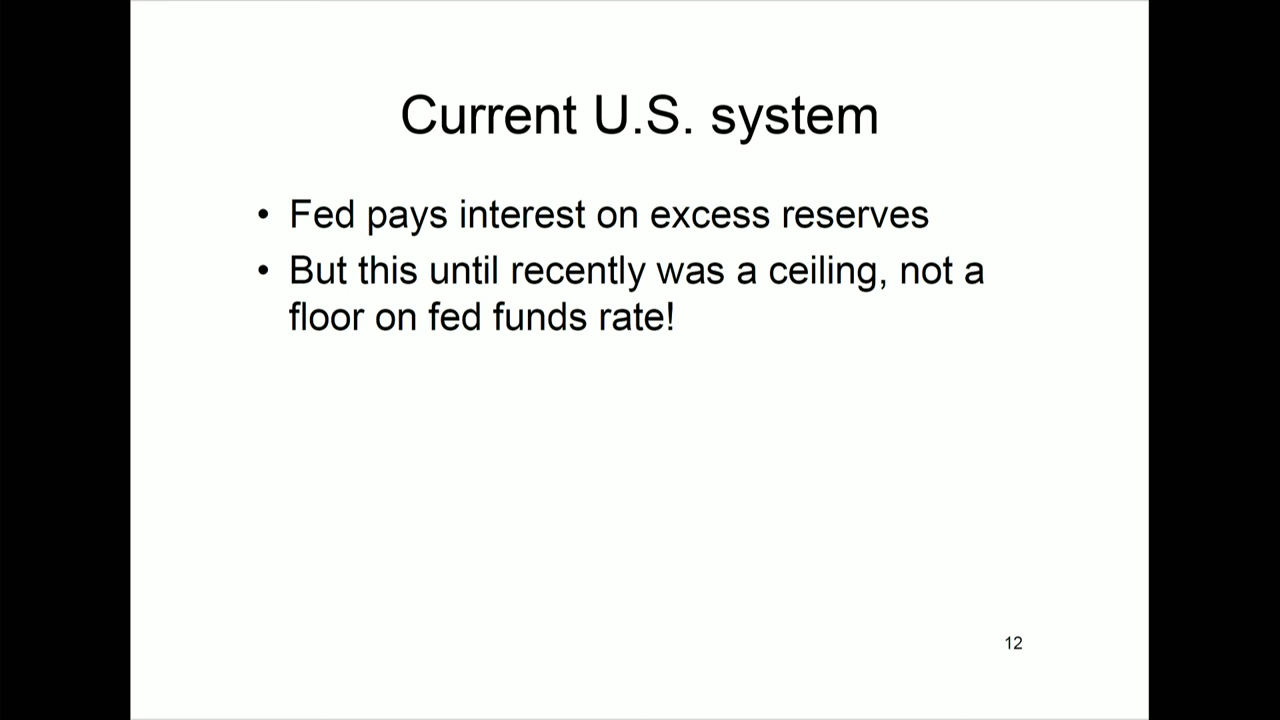 Current U.S. system
• Fed pays interest on excess reserves
• But this until recently was a ceiling, not a
floor on fed funds rate!
12